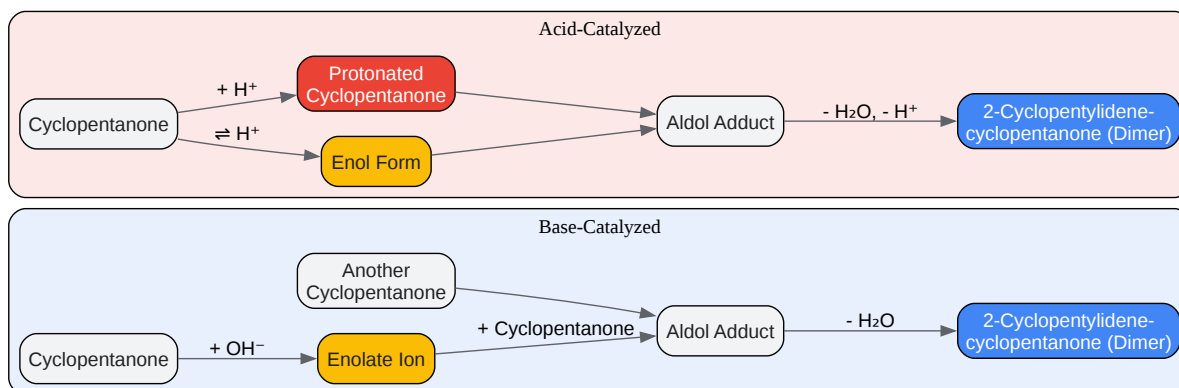 Acid-Catalyzed
Cyclopentanone
+ H⁺
⇌ H⁺
Protonated
Cyclopentanone
Enol Form
Aldol Adduct
- H₂O, - H⁺
2-Cyclopentylidene-
cyclopentanone (Dimer)
Base-Catalyzed
Another
Cyclopentanone
Cyclopentanone
+ OH⁻
Enolate Ion
+ Cyclopentanone
Aldol Adduct
- H₂O
2-Cyclopentylidene-
cyclopentanone (Dimer)